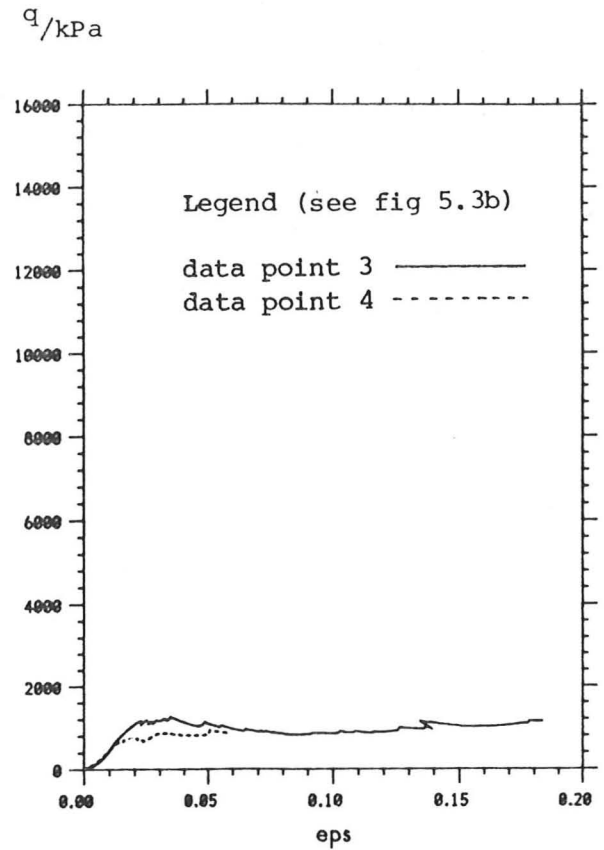 q/kPa
16000
14000
Legend (see fig 5.3b)
12000
data point 3
data point 4
10000
8000
6000
4000
2000
0
0.00 0.05 0.10 0.15 0.20
eps